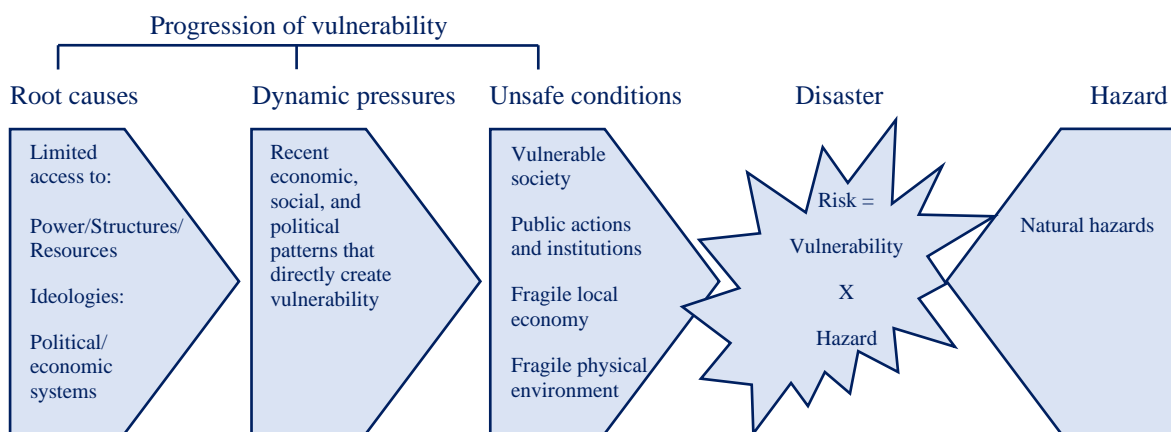 Progression of vulnerability
Root causes
Dynamic pressures
Unsafe conditions
Disaster
Hazard
Limited
access to:
Power/Structures/
Resources
Ideologies:
Political/
economic
systems
Recent
economic,
social, and
political
patterns that
directly create
vulnerability
Vulnerable
society
Public actions
and institutions
Fragile local
economy
Fragile physical
environment
Risk =
Vulnerability
X
Hazard
Natural hazards